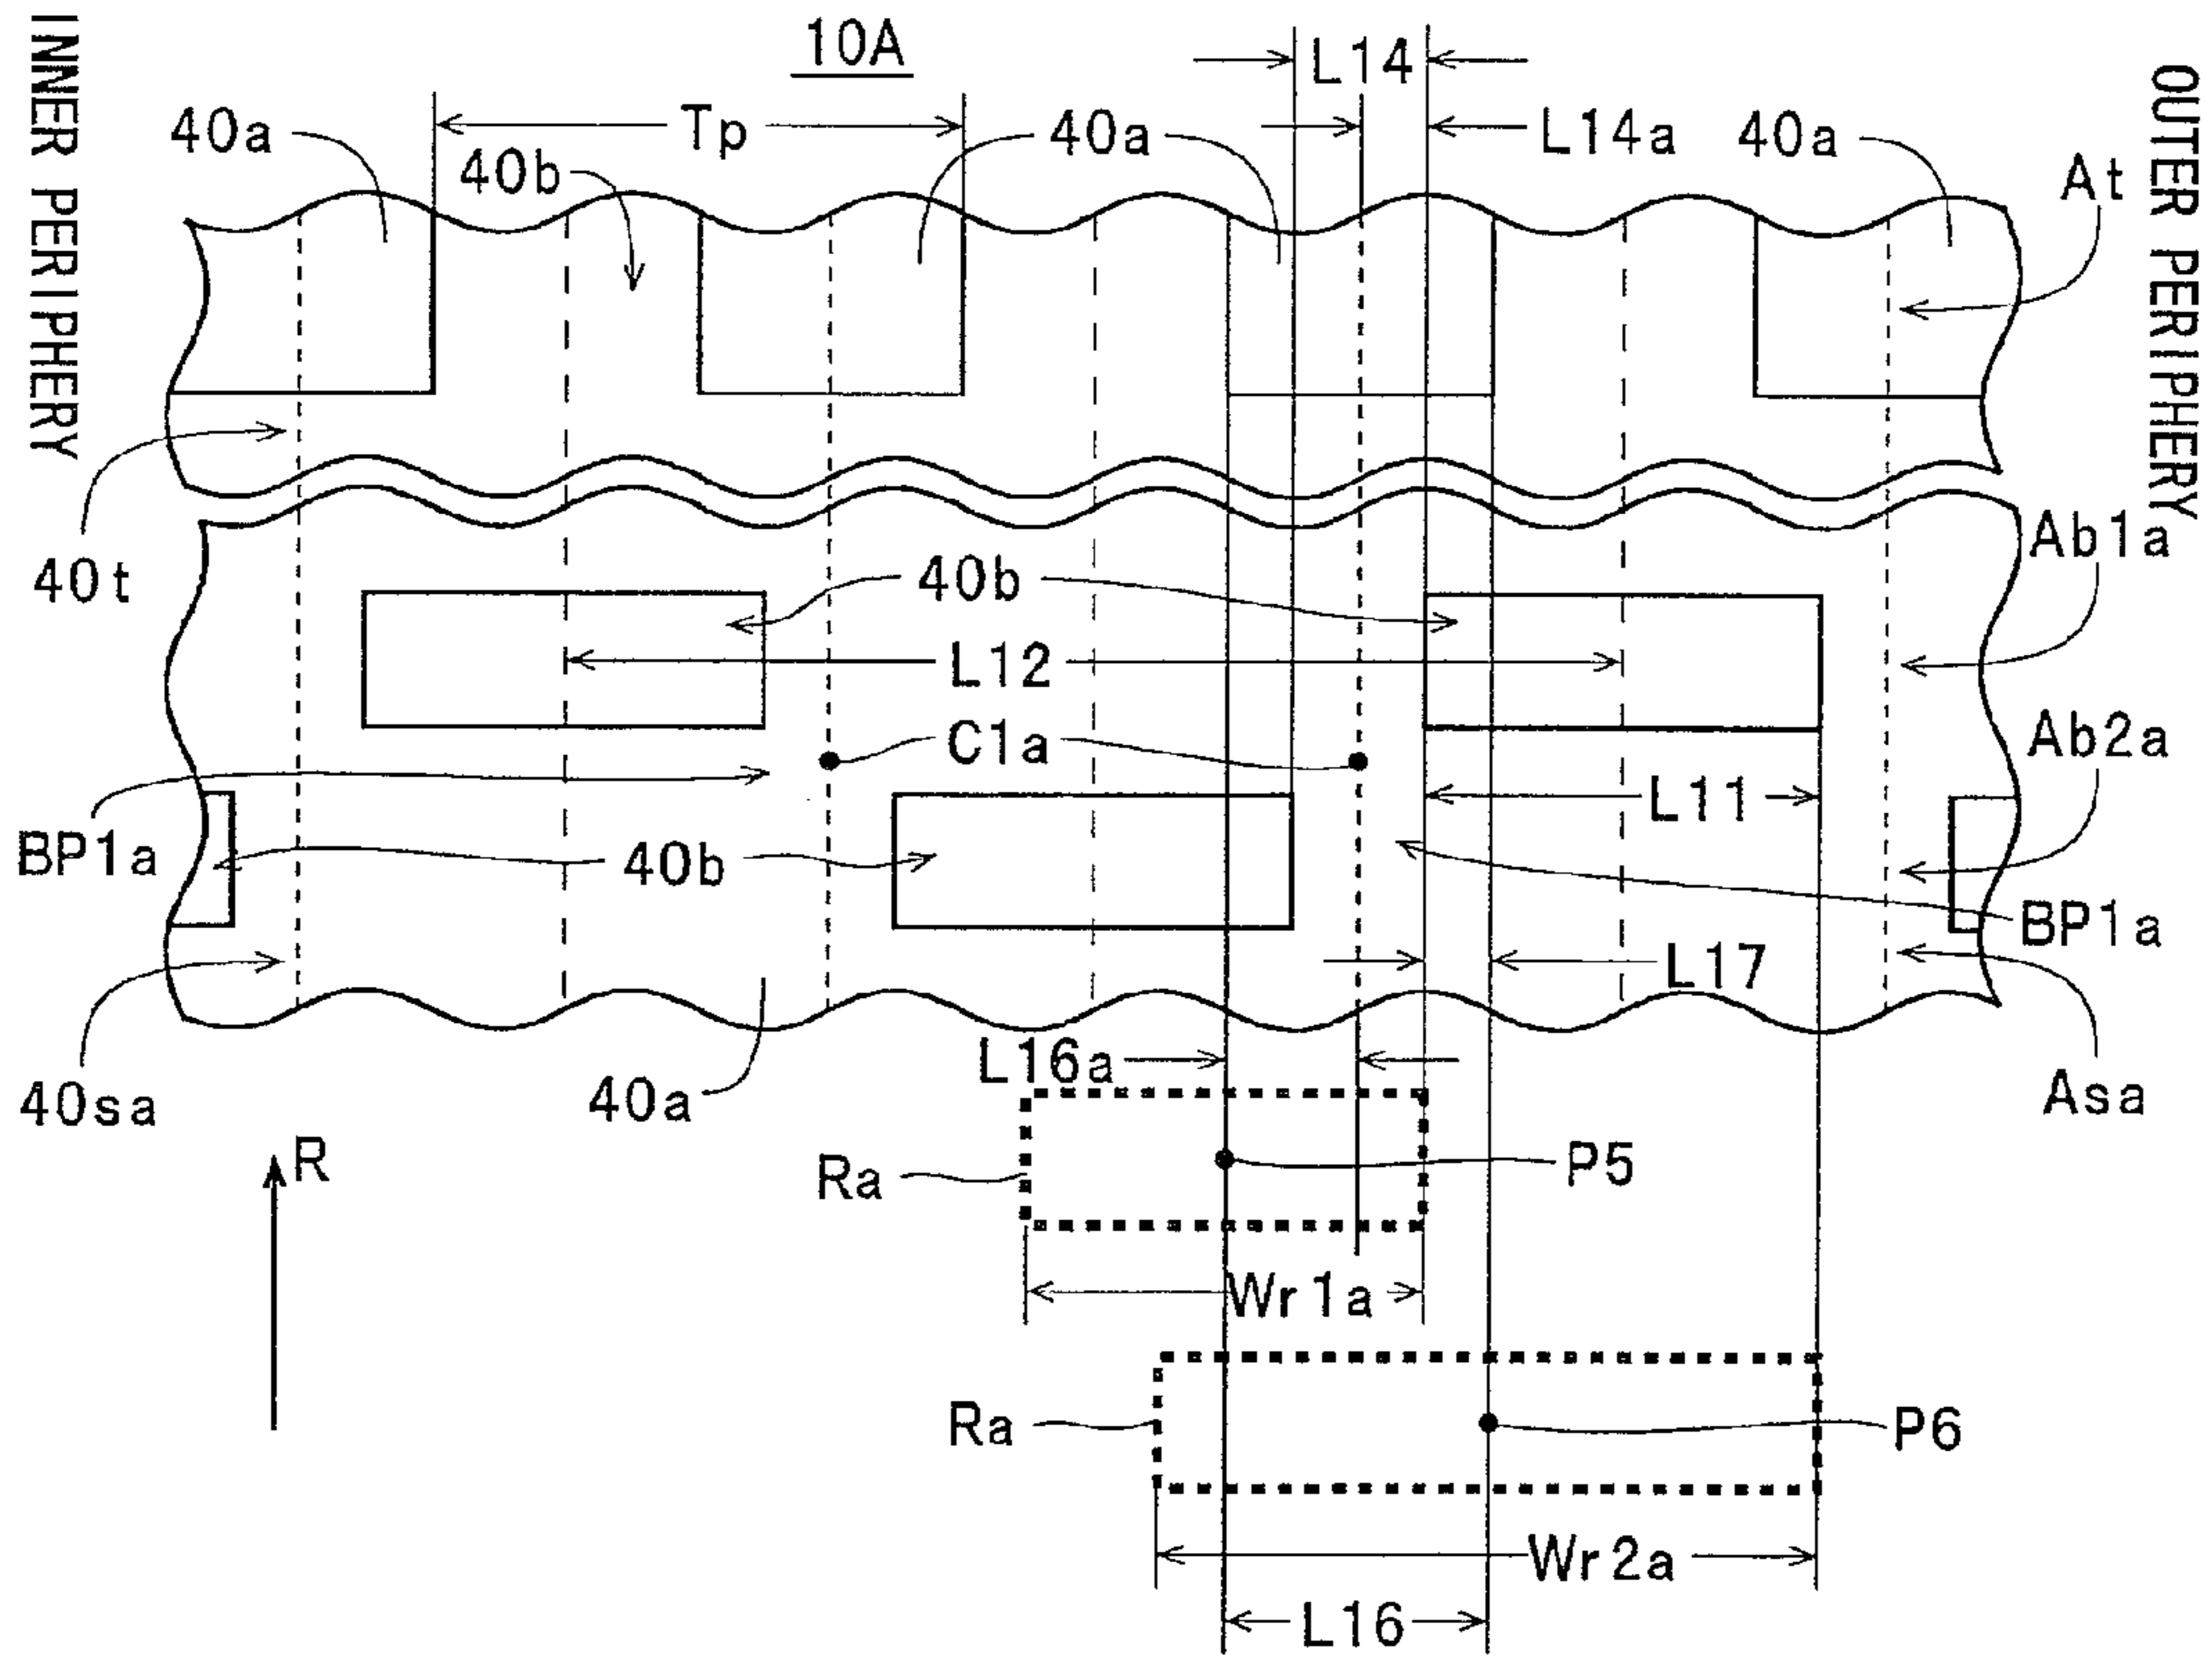 10A
INNER PERIPHERY
OUTER PERIPHERY
L14
40a
Tp
40a
L14a
40a
40b
At
40t
Ab1a
40b
L12
C1a
Ab2a
L11
BP1a
40b
BP1a
L17
40sa
L16a
40a
Asa
R
Ra
P5
Wr1a
Ra
P6
Wr2a
L16